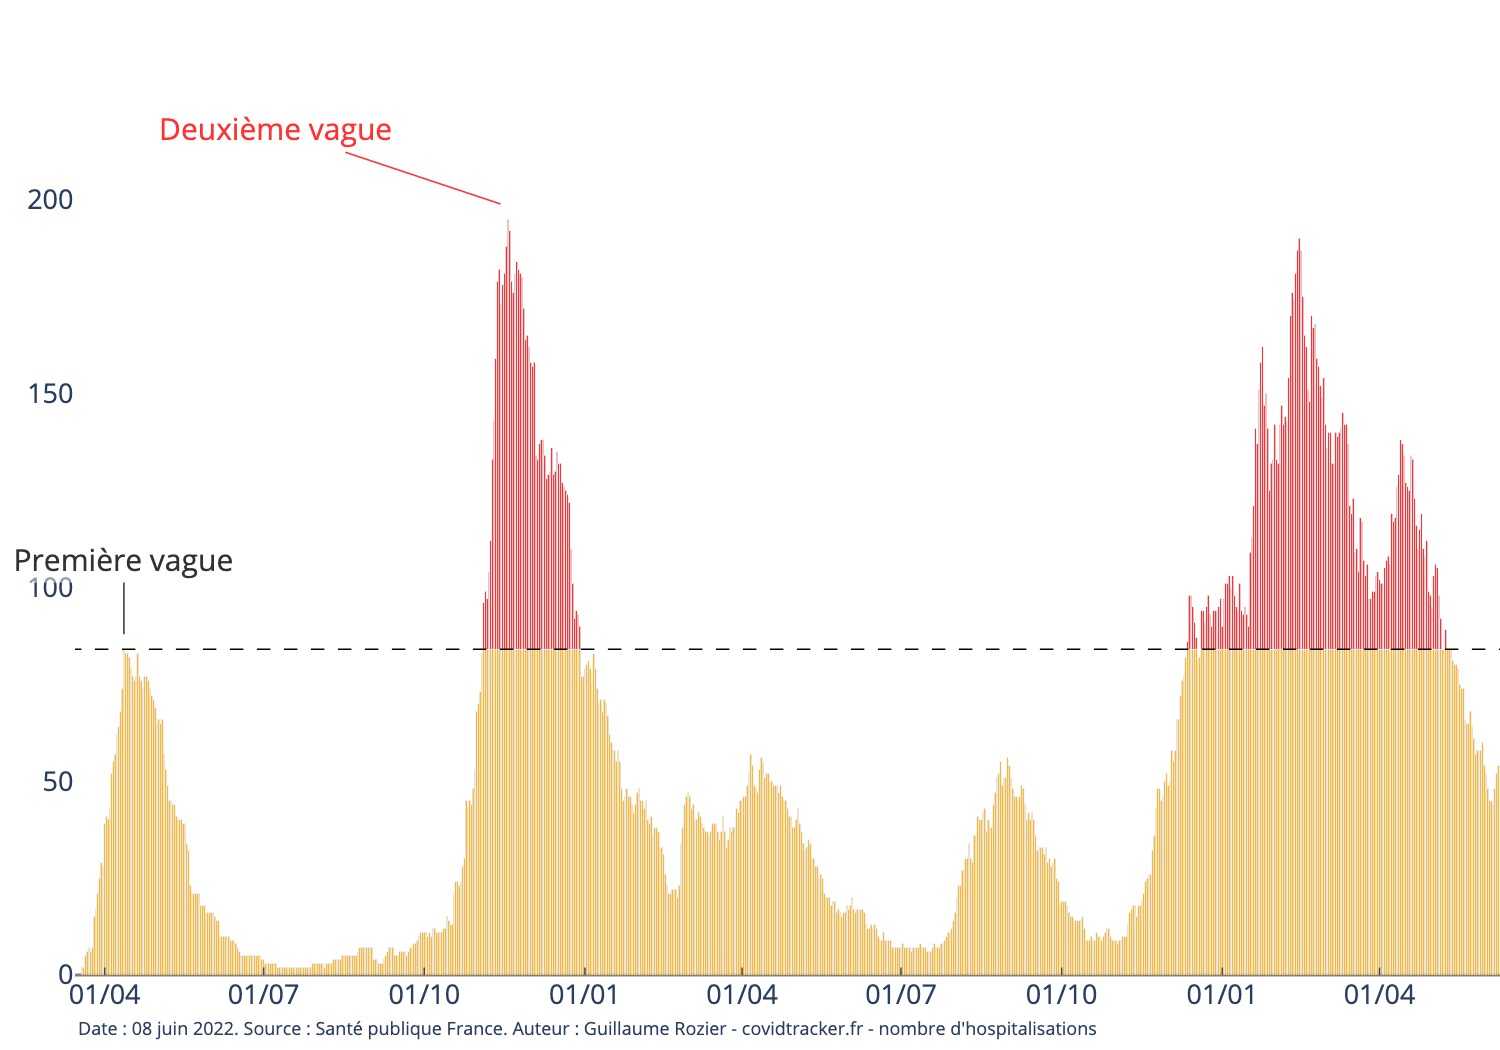 Deuxième vague
200
150
Première vague
100
50
0
01/04 01/07 01/10 01/01 01/04 01/07 01/10 01/01 01/04
Date : 08 juin 2022. Source : Santé publique France. Auteur : Guillaume Rozier - covidtracker.fr - nombre d'hospitalisations